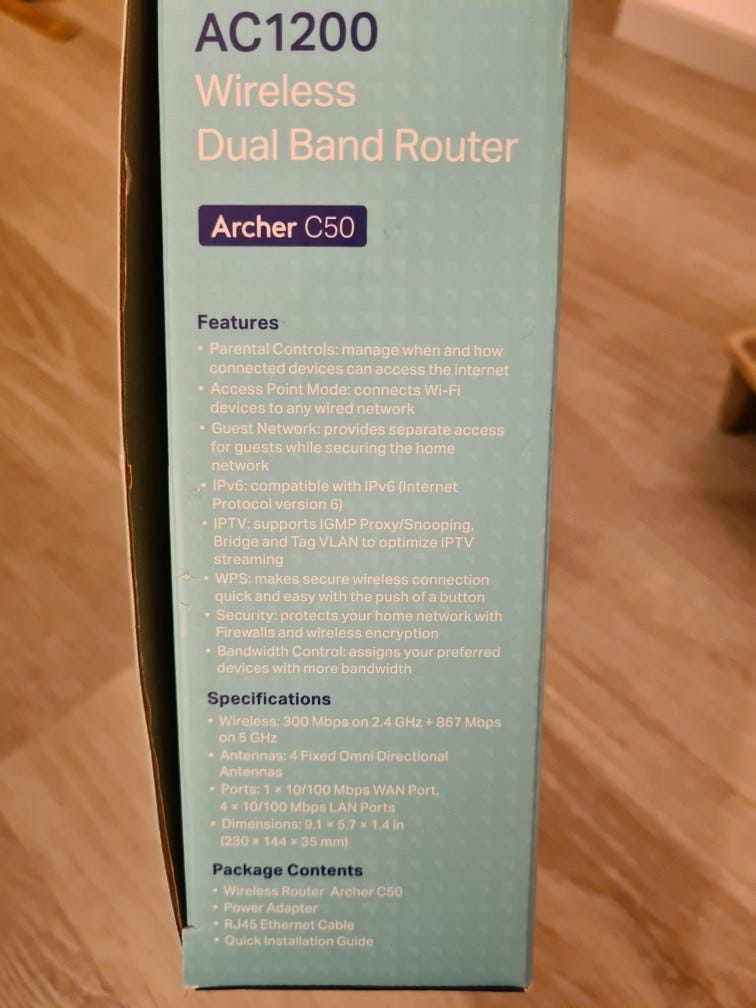 AC1200
Wireless
Dual Band Router
Archer C50
Features
• Parental Controls: manage when and how
connected devices can access the internet
• Access Point Mode: connects Wi-Fi
devices to any wired network
• Guest Network: provides separate access
for guests while securing the home
network
• IPv6: compatible with IPv6 (Internet
Protocol version 6)
• IPTV: supports IGMP Proxy/Snooping,
Bridge and Tag VLAN to optimize IPTV
streaming
• WPS: makes secure wireless connection
quick and easy with the push of a button
• Security: protects your home network with
Firewalls and wireless encryption
• Bandwidth Control: assigns your preferred
devices with more bandwidth
Specifications
• Wireless: 300 Mbps on 2.4 GHz + 867 Mbps
on 5 GHz
• Antennas: 4 Fixed Omni Directional
Antennas
• Ports: 1 × 10/100 Mbps WAN Port,
4 × 10/100 Mbps LAN Ports
• Dimensions: 9.1 × 5.7 × 1.4 in
(230 × 144 × 35 mm)
Package Contents
• Wireless Router Archer C50
• Power Adapter
• RJ45 Ethernet Cable
• Quick Installation Guide